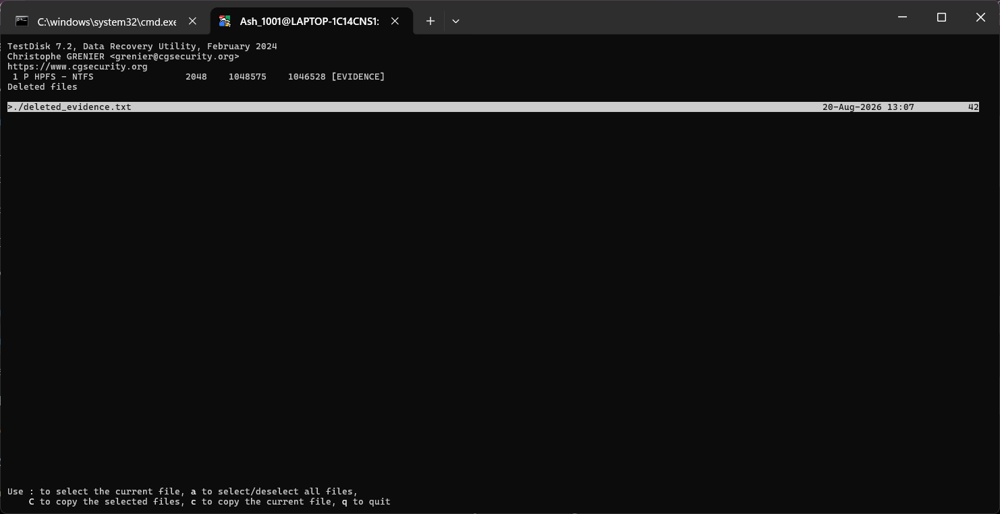 C:\windows\system32\cmd.exe
Ash_1001@LAPTOP-1C14CNS1:
TestDisk 7.2, Data Recovery Utility, February 2024
Christophe GRENIER <grenier@cgsecurity.org>
https://www.cgsecurity.org
1 P HPFS - NTFS 2048 1048575 1046528 [EVIDENCE]
Deleted files
>./deleted_evidence.txt 20-Aug-2026 13:07 42
Use : to select the current file, a to select/deselect all files,
C to copy the selected files, c to copy the current file, q to quit